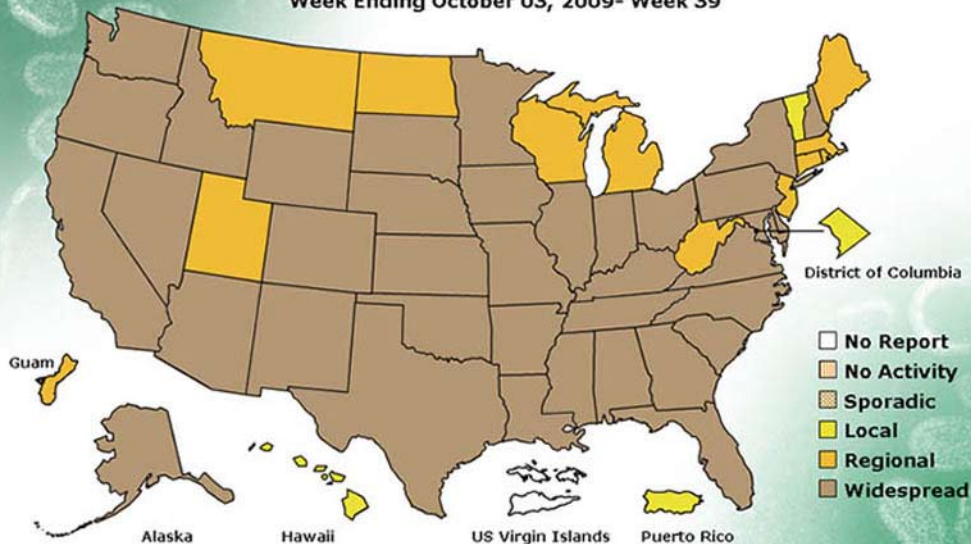 Week Ending October 03, 2009- Week 39
District of Columbia
Guam
No Report
No Activity
Sporadic
Local
Regional
Widespread
Alaska
Hawaii
US Virgin Islands
Puerto Rico